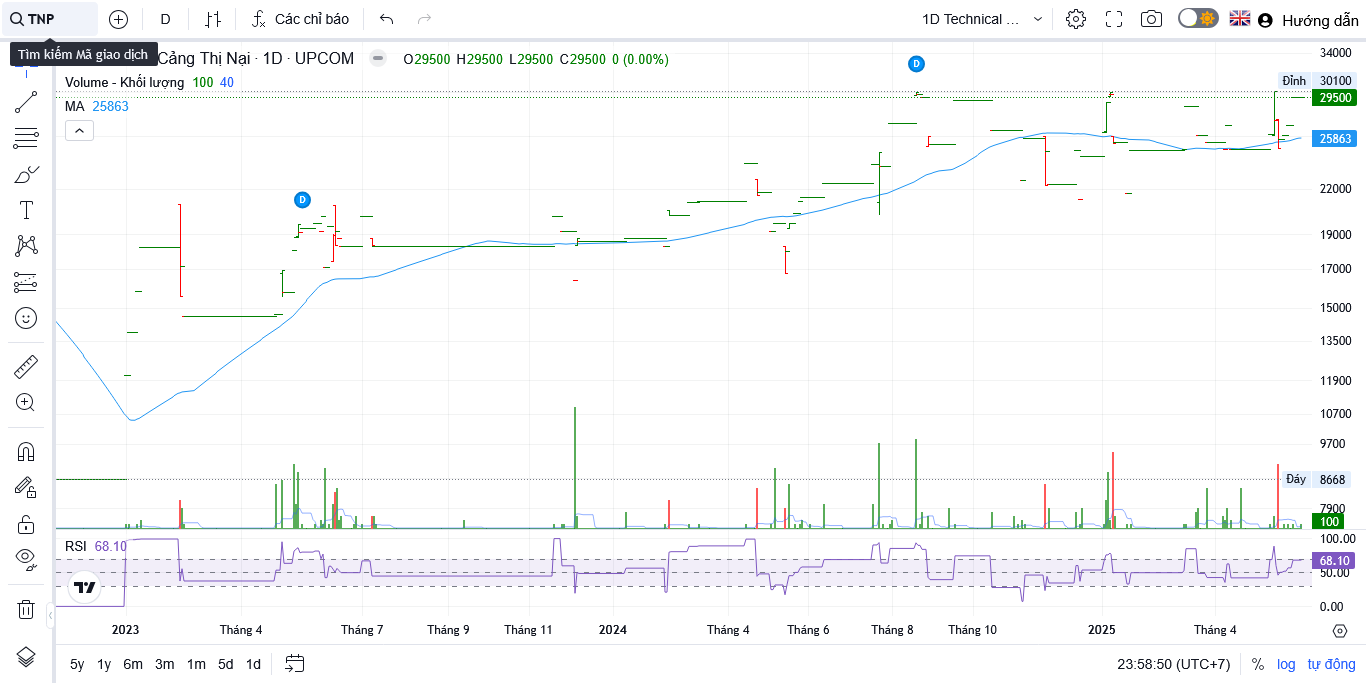 TNP
D
Các chỉ báo
1D Technical ...
Hướng dẫn
Tìm kiếm Mã giao dịch
Cảng Thị Nại · 1D · UPCOM
O29500 H29500 L29500 C29500 0 (0.00%)
Volume - Khối lượng 100 40
MA 25863
D
D
34000
Đỉnh 30100
29500
25863
22000
19000
17000
15000
13500
11900
10700
9700
Đáy 8668
7900
100
RSI 68.10
100.00
68.10
50.00
0.00
2023 Tháng 4 Tháng 7 Tháng 9 Tháng 11 2024 Tháng 4 Tháng 6 Tháng 8 Tháng 10 2025 Tháng 4
5y 1y 6m 3m 1m 5d 1d
23:58:50 (UTC+7) % log tự động